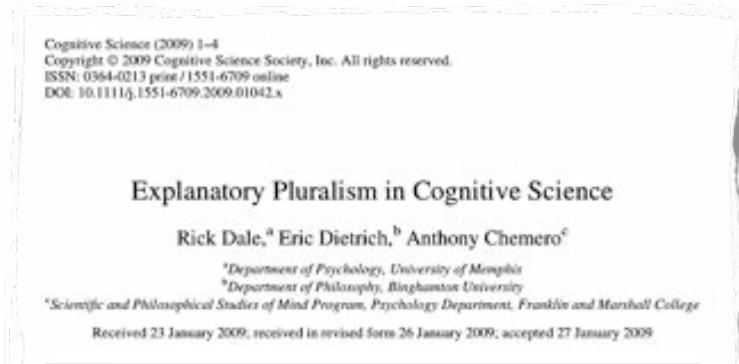 Cognitive Science (2009) 1–4
Copyright © 2009 Cognitive Science Society, Inc. All rights reserved.
ISSN: 0364-0213 print / 1551-6709 online
DOI: 10.1111/j.1551-6709.2009.01042.x
Explanatory Pluralism in Cognitive Science
Rick Dale,ᵃ Eric Dietrich,ᵇ Anthony Chemeroᶜ
ᵃDepartment of Psychology, University of Memphis
ᵇDepartment of Philosophy, Binghamton University
ᶜScientific and Philosophical Studies of Mind Program, Psychology Department, Franklin and Marshall College
Received 23 January 2009; received in revised form 26 January 2009; accepted 27 January 2009